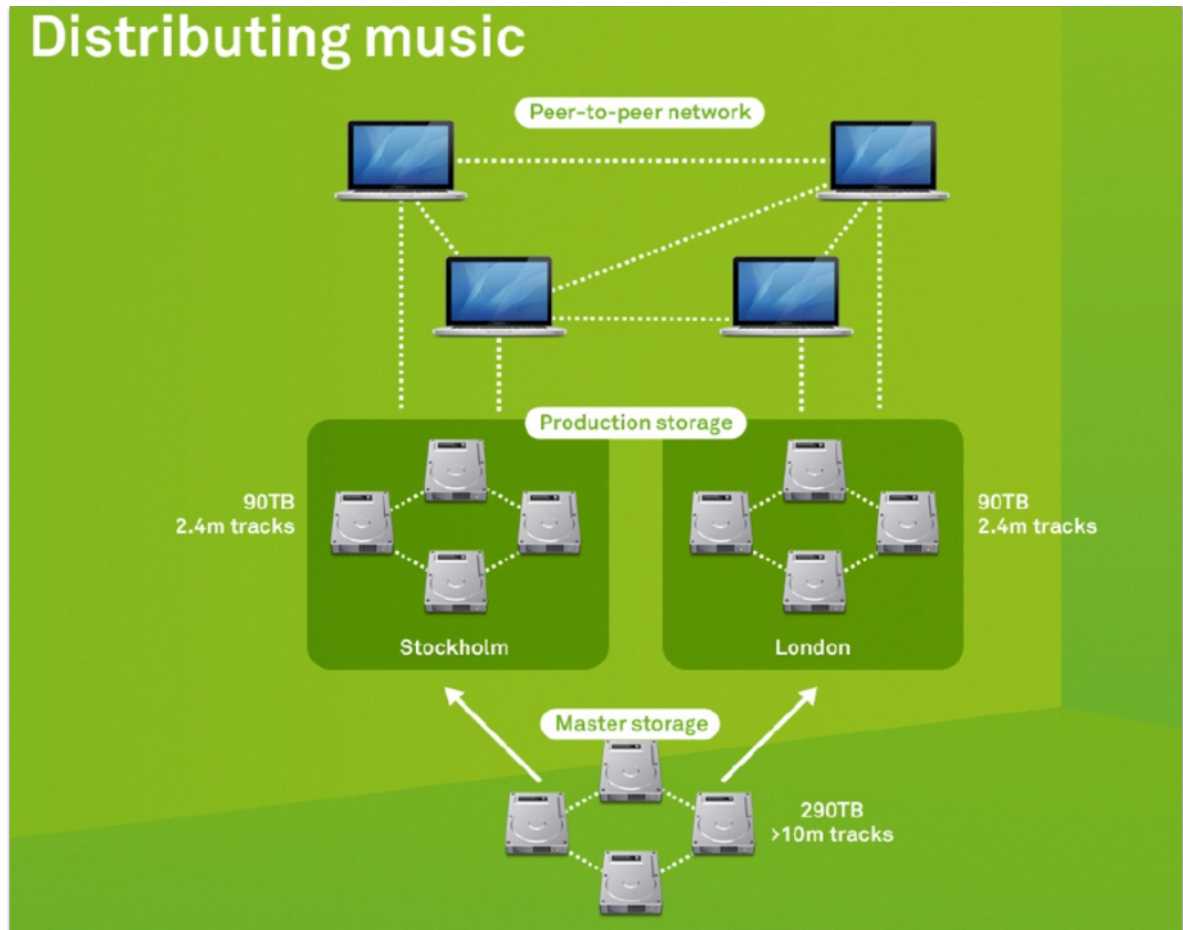 Distributing music
Peer-to-peer network
Production storage
90TB
2.4m tracks
90TB
2.4m tracks
Stockholm
London
Master storage
290TB
>10m tracks